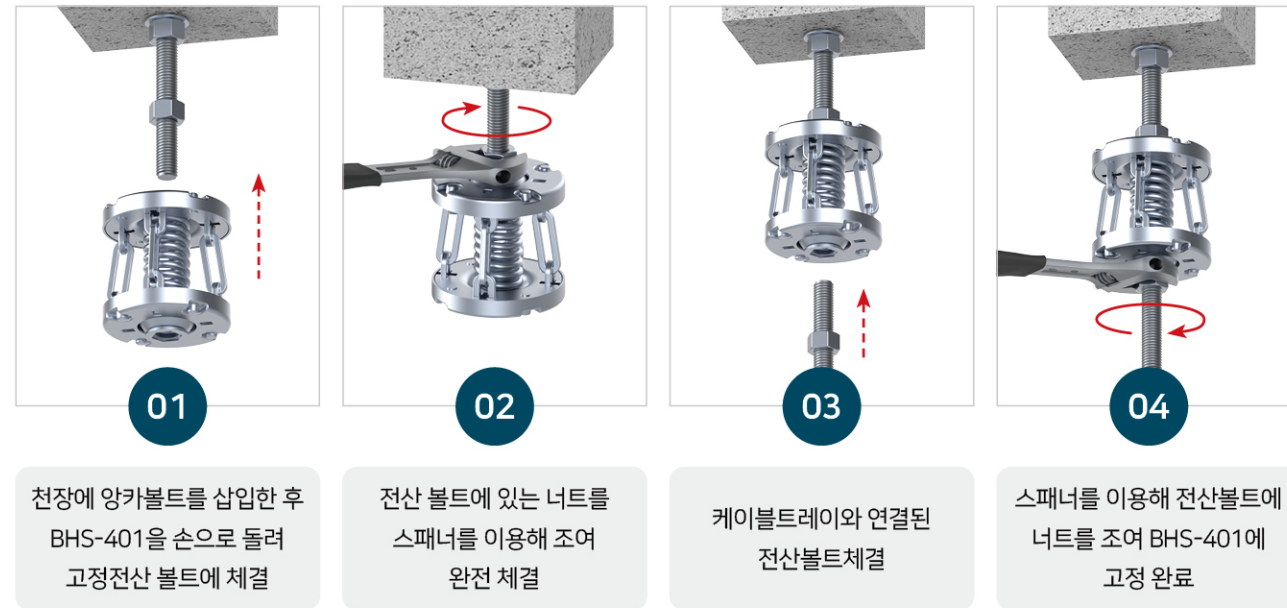 01
천장에 앙카볼트를 삽입한 후
BHS-401을 손으로 돌려
고정전산 볼트에 체결
02
전산 볼트에 있는 너트를
스패너를 이용해 조여
완전 체결
03
케이블트레이와 연결된
전산볼트체결
04
스패너를 이용해 전산볼트에
너트를 조여 BHS-401에
고정 완료